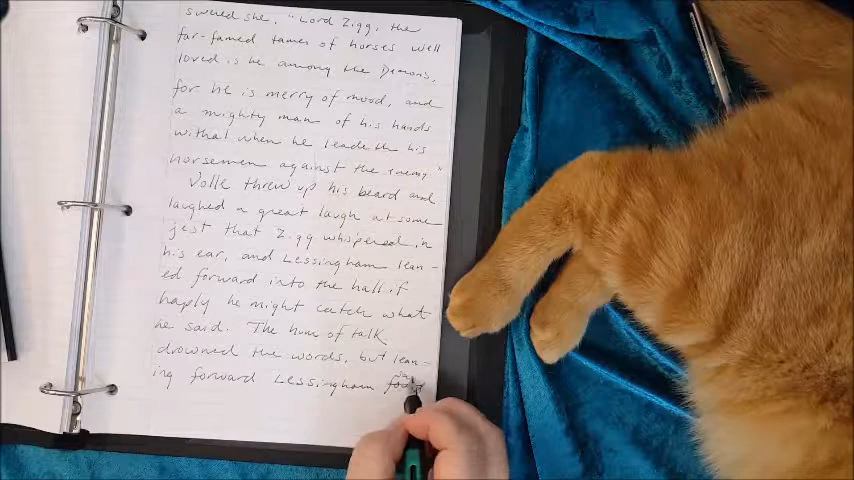 swered she, "Lord Zigg, the
far-famed tamer of horses well
loved is he among the Demons,
for he is merry of mood, and
a mighty man of his hands
withal when he leadeth his
horsemen against the enemy"
Volle threw up his beard and
laughed a great laugh at some
jest that Zigg whispered in
his ear, and Lessingham lean-
ed forward into the hall if
haply he might catch what
he said. The hum of talk
drowned the words, but lean-
ing forward Lessingham